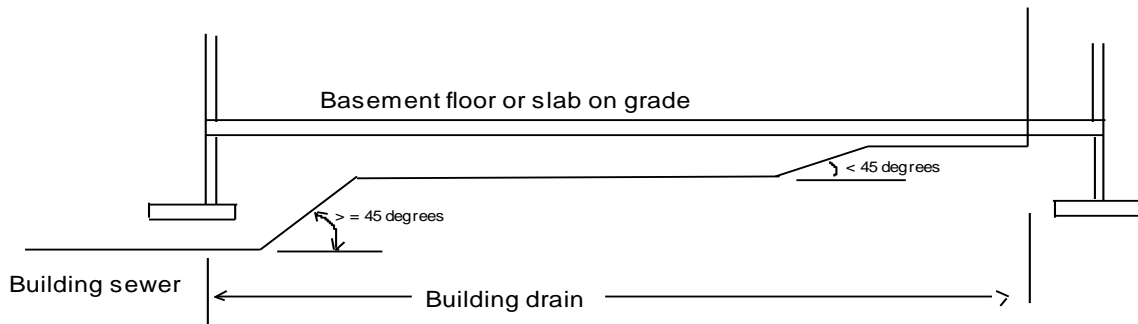 Basement floor or slab on grade
< 45 degrees
> = 45 degrees
Building sewer
Building drain